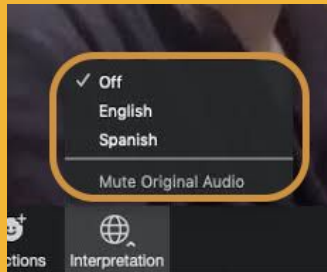 ✓ Off
English
Spanish
Mute Original Audio
ctions
Interpretation